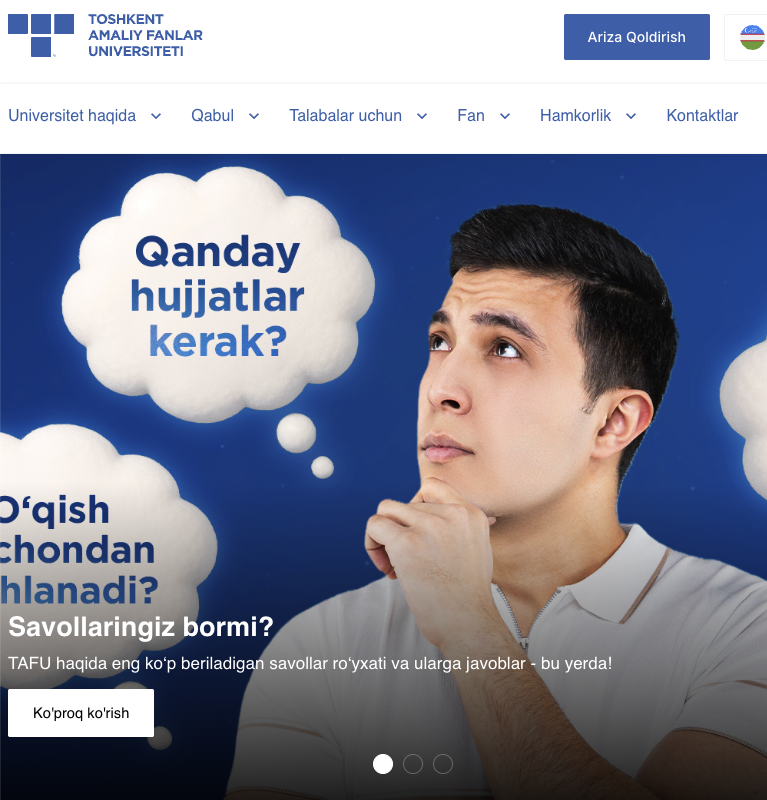 TOSHKENT
AMALIY FANLAR
UNIVERSITETI
Ariza Qoldirish
Universitet haqida
Qabul
Talabalar uchun
Fan
Hamkorlik
Kontaktlar
Qanday
hujjatlar
kerak?
O‘qish
chondan
hlanadi?
Savollaringiz bormi?
TAFU haqida eng ko‘p beriladigan savollar ro‘yxati va ularga javoblar - bu yerda!
Ko'proq ko'rish